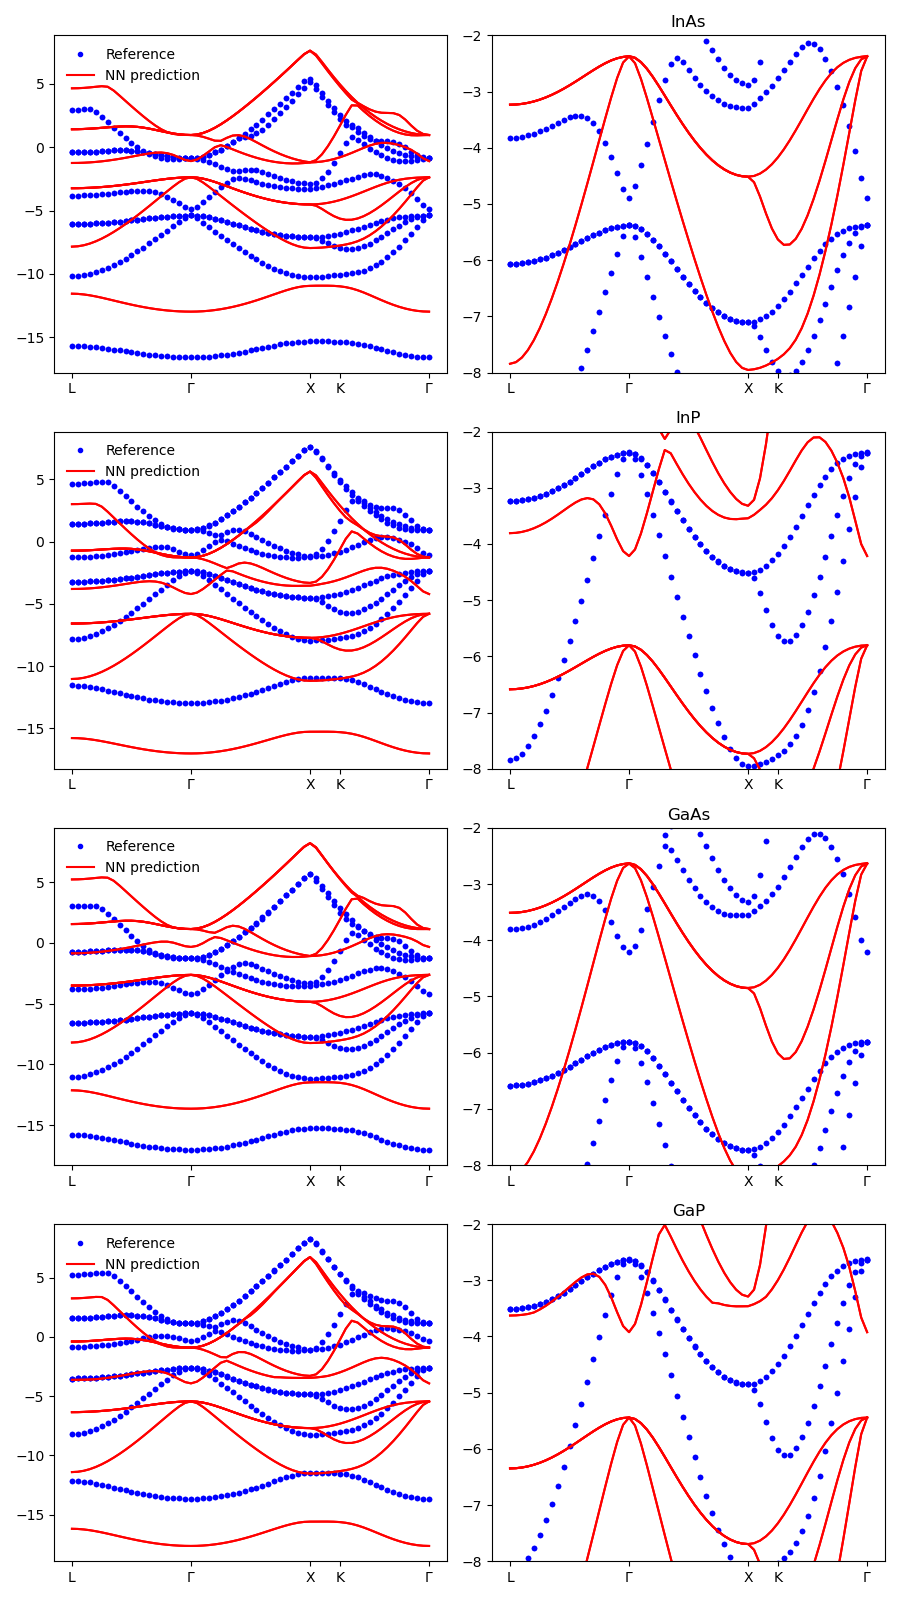 InAs
Reference
NN prediction
5
0
−5
−10
−15
L Γ X K Γ
−2
−3
−4
−5
−6
−7
−8
L Γ X K Γ
InP
Reference
NN prediction
5
0
−5
−10
−15
L Γ X K Γ
−2
−3
−4
−5
−6
−7
−8
L Γ X K Γ
GaAs
Reference
NN prediction
5
0
−5
−10
−15
L Γ X K Γ
−2
−3
−4
−5
−6
−7
−8
L Γ X K Γ
GaP
Reference
NN prediction
5
0
−5
−10
−15
L Γ X K Γ
−2
−3
−4
−5
−6
−7
−8
L Γ X K Γ